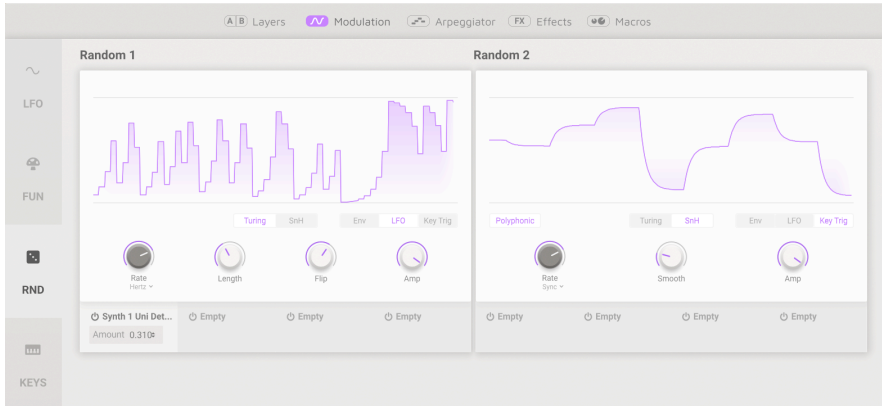 A B Layers Modulation Arpeggiator FX Effects Macros
Random 1 Random 2
LFO
FUN
RND
KEYS
Turing SnH Env LFO Key Trig
Rate Length Flip Amp
Hertz
Synth 1 Uni Det... Empty Empty Empty
Amount 0.310
Polyphonic Turing SnH Env LFO Key Trig
Rate Smooth Amp
Sync
Empty Empty Empty Empty